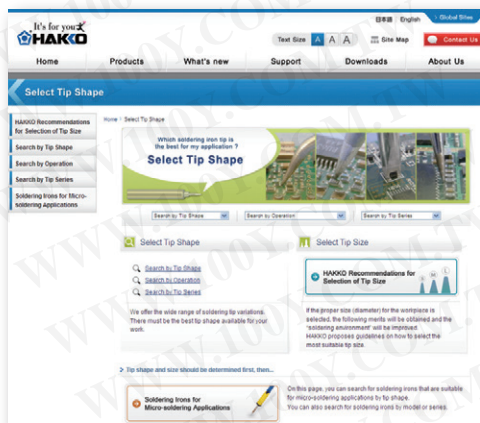 It's for you
HAKKO
日本語 English Global Sites
Text Size A A A Site Map Contact Us
Home Products What's new Support Downloads About Us
Select Tip Shape
HAKKO Recommendations
for Selection of Tip Size
Search by Tip Shape
Search by Operation
Search by Tip Series
Soldering Irons for Micro-
soldering Applications
Home > Select Tip Shape
Which soldering iron tip is
the best for my application ?
Select Tip Shape
Search by Tip Shape Search by Operation Search by Tip Series
Select Tip Shape
Search by Tip Shape
Search by Operation
Search by Tip Series
We offer the wide range of soldering tip variations.
There must be the best tip shape available for your
work.
Select Tip Size
HAKKO Recommendations for
Selection of Tip Size
S M L
If the proper size (diameter) for the workpiece is
selected, the following merits will be obtained and the
"soldering environment" will be improved.
HAKKO proposes guidelines on how to select the
most suitable tip size.
Tip shape and size should be determined first, then...
Soldering Irons for
Micro-soldering Applications
On this page, you can search for soldering irons that are suitable
for micro-soldering applications by tip shape.
You can also search for soldering irons by model or series.
WWW.100Y.COM.TW